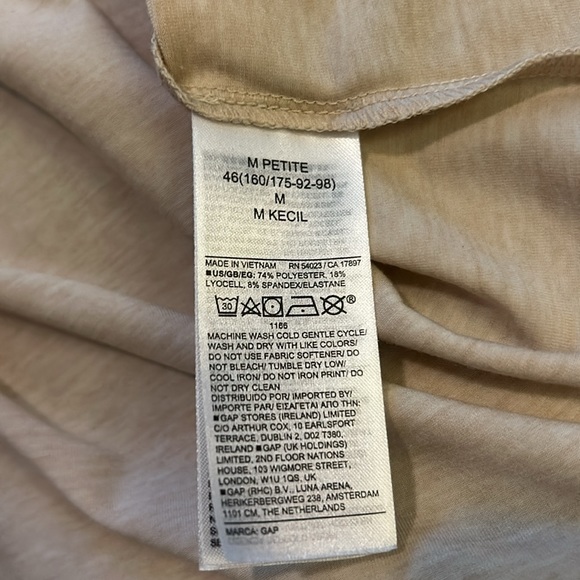 M PETITE
46(160/175-92-98)
M
M KECIL
MADE IN VIETNAM RN 54023 / CA 17897
■US/GB/EG: 74% POLYESTER, 18%
LYOCELL, 8% SPANDEX/ELASTANE
30
1166
MACHINE WASH COLD GENTLE CYCLE/
WASH AND DRY WITH LIKE COLORS/
DO NOT USE FABRIC SOFTENER/ DO
NOT BLEACH/ TUMBLE DRY LOW/
COOL IRON/ DO NOT IRON PRINT/ DO
NOT DRY CLEAN
DISTRIBUIDO POR/ IMPORTED BY/
IMPORTE PAR/ ΕΙΣΑΓΕΤΑΙ ΑΠΟ ΤΗΝ:
■GAP STORES (IRELAND) LIMITED
C/O ARTHUR COX, 10 EARLSFORT
TERRACE, DUBLIN 2, D02 T380,
IRELAND ■GAP (UK HOLDINGS)
LIMITED, 2ND FLOOR NATIONS
HOUSE, 103 WIGMORE STREET,
LONDON, W1U 1QS, UK
■GAP (RHC) B.V., LUNA ARENA,
HERIKERBERGWEG 238, AMSTERDAM
1101 CM, THE NETHERLANDS
MARCA: GAP